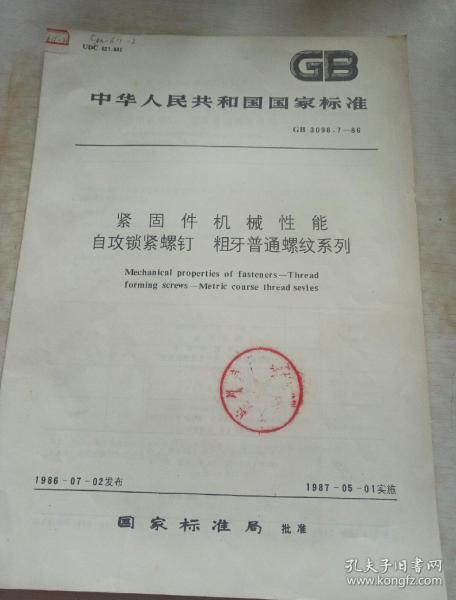 UDC 621.882
GB
中华人民共和国国家标准
GB 3098.7—86
紧固件机械性能
自攻锁紧螺钉 粗牙普通螺纹系列
Mechanical properties of fasteners—Thread
forming screws—Metric coarse thread sevies
1986-07-02发布
1987-05-01实施
国家标准局 批准
孔夫子旧书网
www.kongfz.com